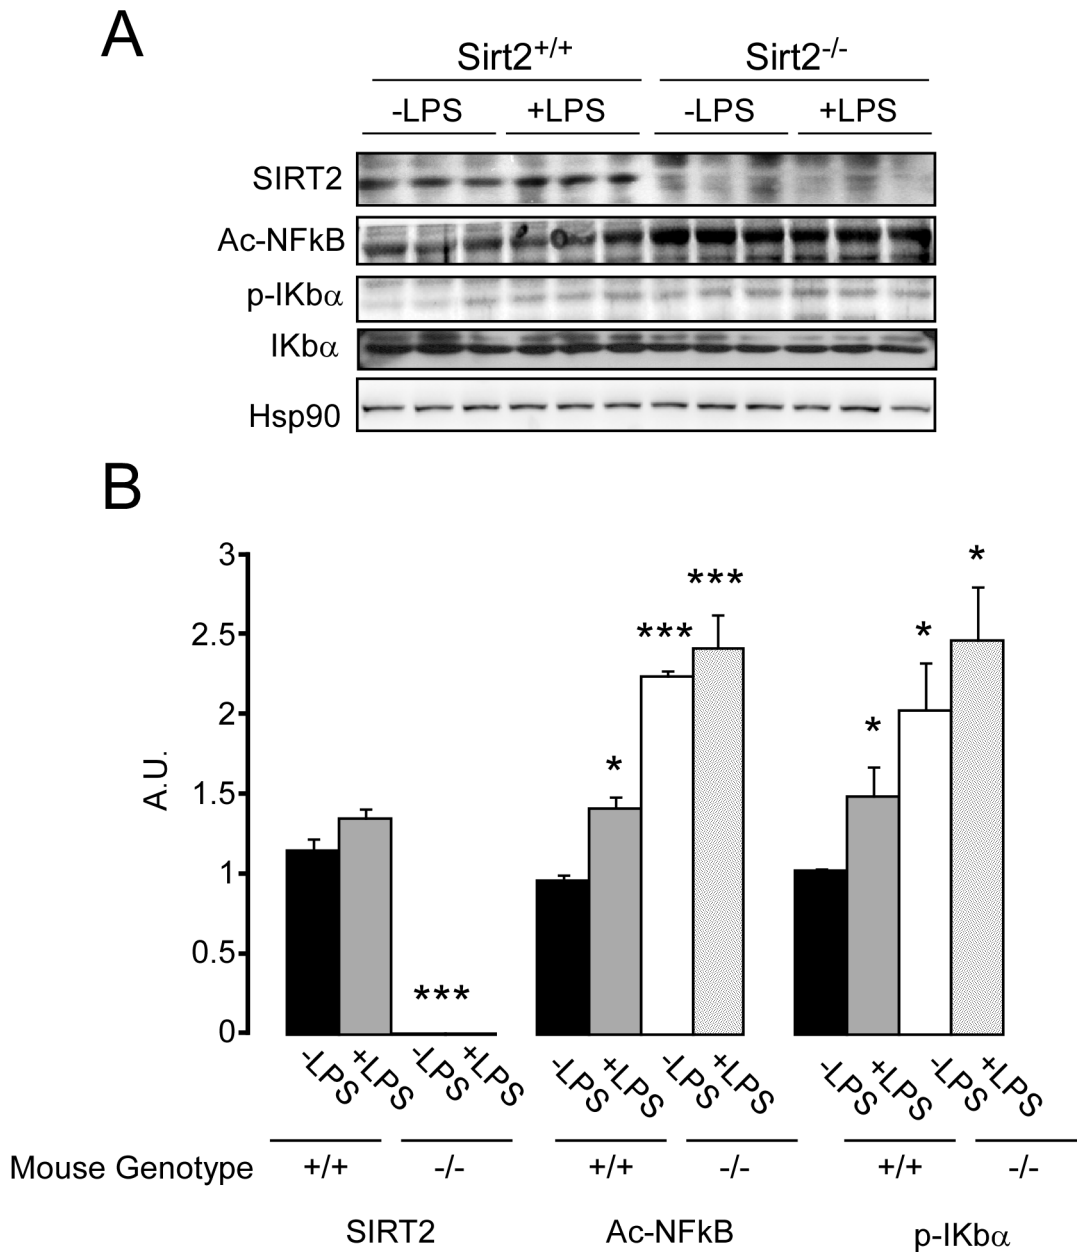 A
Sirt2+/+ Sirt2-/-
-LPS +LPS -LPS +LPS
SIRT2
Ac-NFkB
p-IKbα
IKbα
Hsp90
B
3
2.5
2
1.5
1
0.5
0
A.U.
*** * *** *** * * *
-LPS +LPS -LPS +LPS -LPS +LPS -LPS +LPS -LPS +LPS -LPS +LPS
Mouse Genotype +/+ -/- +/+ -/- +/+ -/-
SIRT2 Ac-NFkB p-IKbα